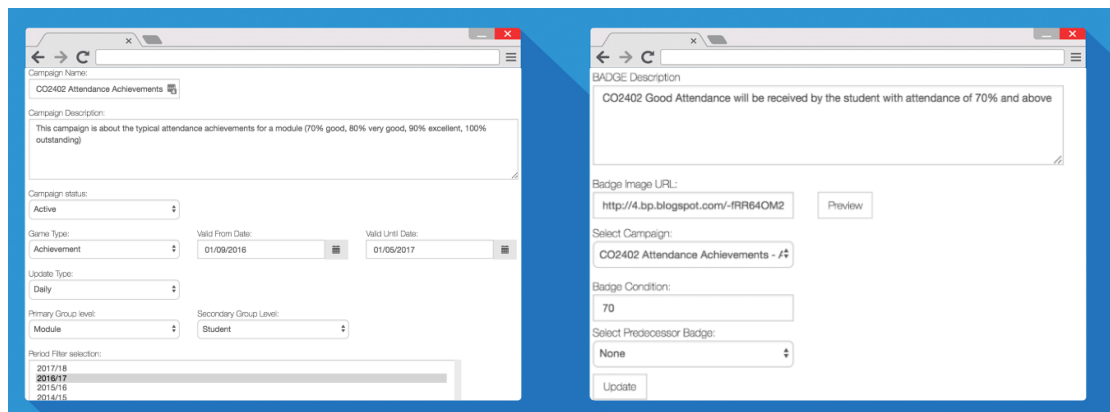 Campaign Name:
CO2402 Attendance Achievements
Campaign Description:
This campaign is about the typical attendance achievements for a module (70% good, 80% very good, 90% excellent, 100%
outstanding)
Campaign status:
Active
Game Type:
Valid From Date:
Valid Until Date:
Achievement
01/09/2016
01/05/2017
Update Type:
Daily
Primary Group level:
Secondary Group Level:
Module
Student
Period Filter selection:
2017/18
2016/17
2015/16
2014/15
BADGE Description
CO2402 Good Attendance will be received by the student with attendance of 70% and above
Badge Image URL:
http://4.bp.blogspot.com/-fRR64OM2
Preview
Select Campaign:
CO2402 Attendance Achievements -
Badge Condition:
70
Select Predecessor Badge:
None
Update